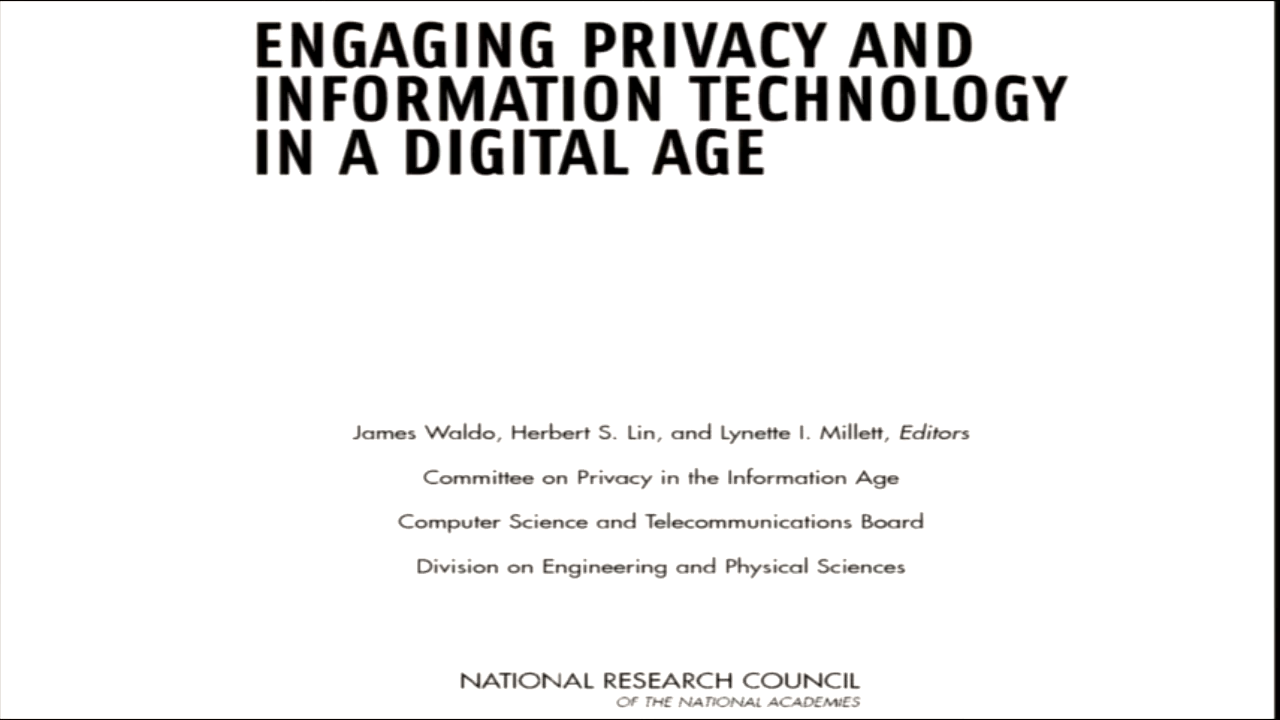 ENGAGING PRIVACY AND
INFORMATION TECHNOLOGY
IN A DIGITAL AGE
James Waldo, Herbert S. Lin, and Lynette I. Millett, Editors
Committee on Privacy in the Information Age
Computer Science and Telecommunications Board
Division on Engineering and Physical Sciences
NATIONAL RESEARCH COUNCIL
OF THE NATIONAL ACADEMIES